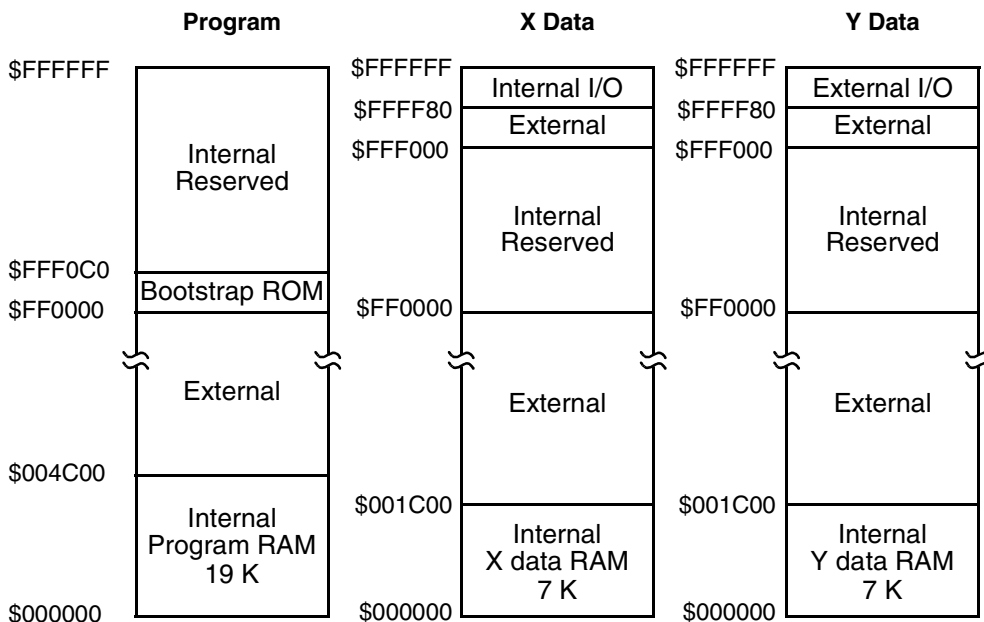 Program
$FFFFFF
Internal
Reserved
$FFF0C0
Bootstrap ROM
$FF0000
External
$004C00
Internal
Program RAM
19 K
$000000
X Data
$FFFFFF
Internal I/O
$FFFF80
External
$FFF000
Internal
Reserved
$FF0000
External
$001C00
Internal
X data RAM
7 K
$000000
Y Data
$FFFFFF
External I/O
$FFFF80
External
$FFF000
Internal
Reserved
$FF0000
External
$001C00
Internal
Y data RAM
7 K
$000000